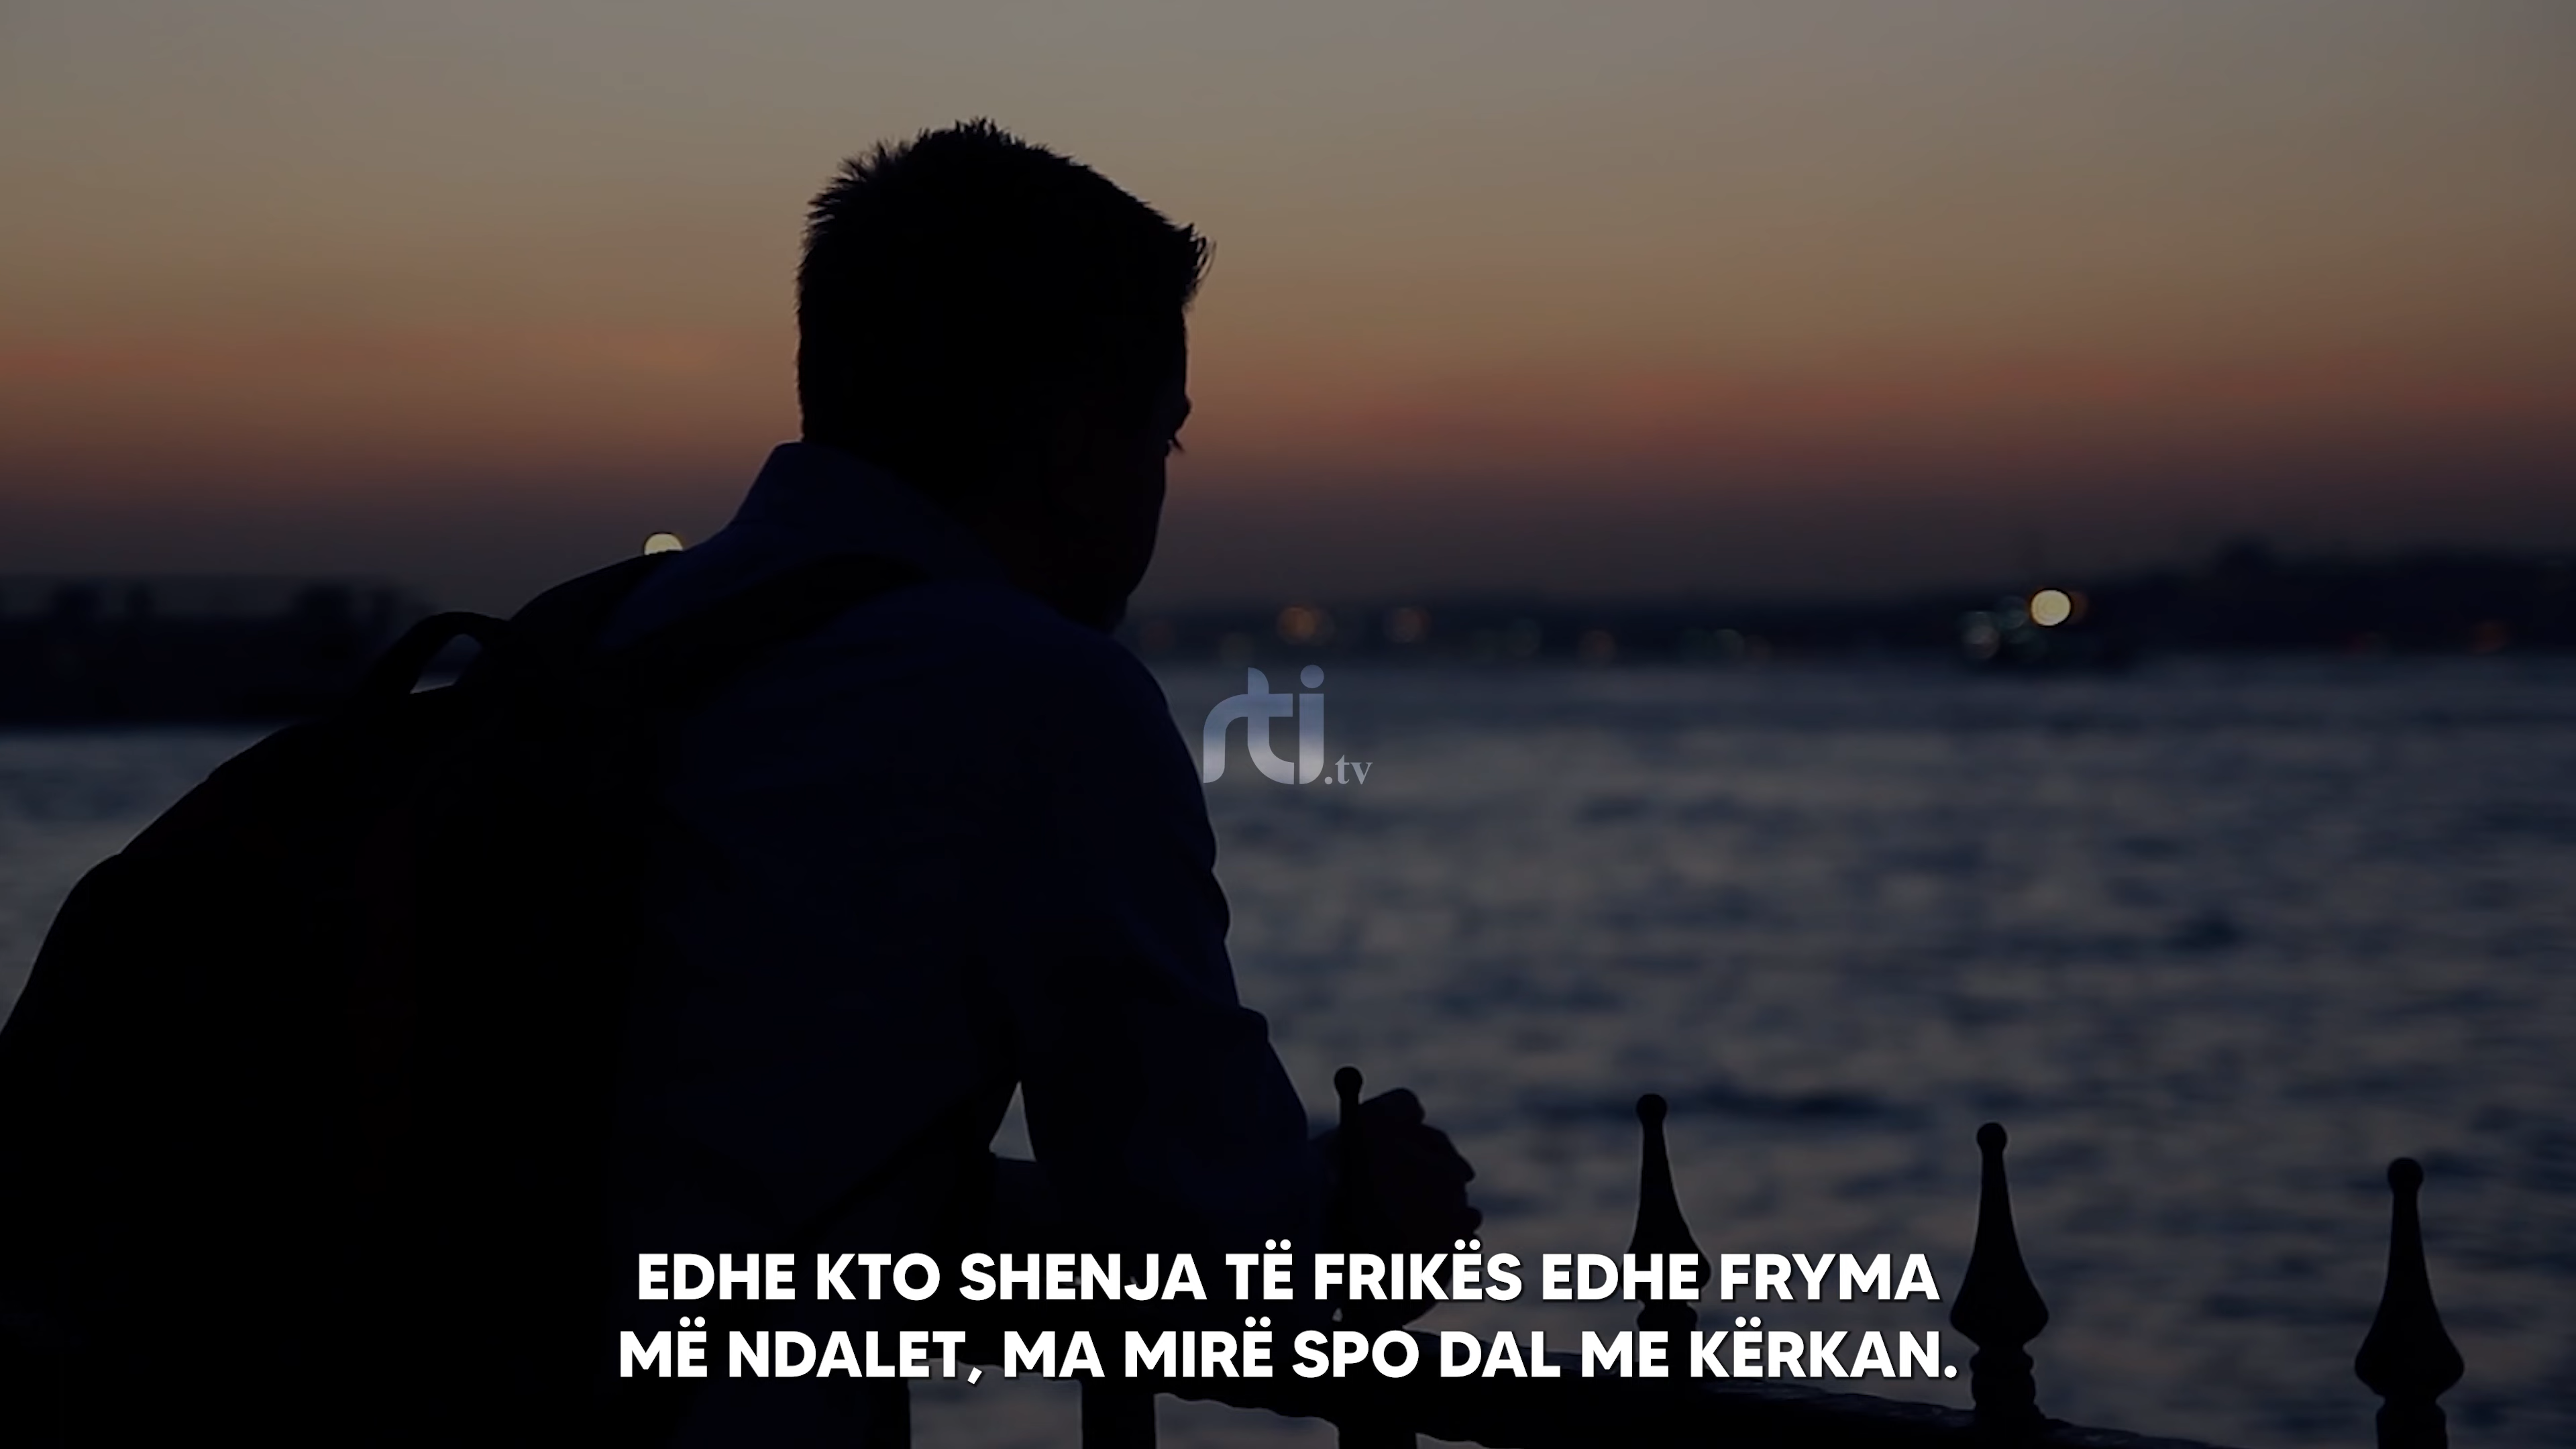 rti.tv
EDHE KTO SHENJA TË FRIKËS EDHE FRYMA
MË NDALET, MA MIRË SPO DAL ME KËRKAN.